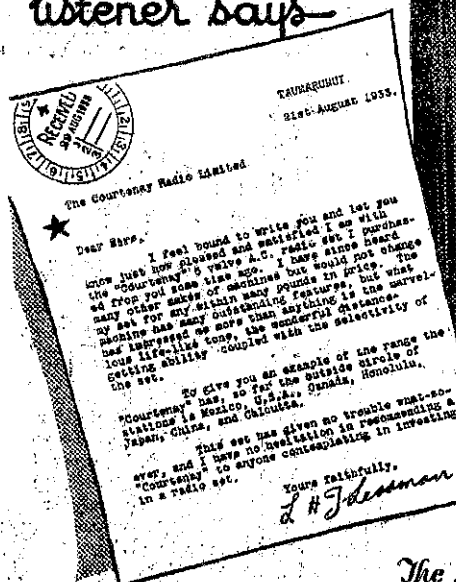 listener says—
RECEIVED
AUG 1933
TAUMARUNUI.
21st August 1933.
The Courtenay Radio Limited
Dear Sirs,
I feel bound to write you and let you
know just how pleased and satisfied I am with
the "Courtenay" 5 valve A.C. radio set I purchas-
ed from you some time ago. I have since heard
many other makes of machines but would not change
my set for any within many pounds in price. The
machine has many outstanding features, but what
has impressed me more than anything is the marvel-
lous life-like tone, the wonderful distance-
getting ability coupled with the selectivity of
the set.
To give you an example of the range the
"Courtenay" has, so far the outside circle of
stations is Mexico, U.S.A., Canada, Honolulu,
Japan, China, and Calcutta.
This set has given no trouble what-so-
ever, and I have no hesitation in recommending a
"Courtenay" to anyone contemplating in investing
in a radio set.
Yours faithfully,
L H J Lessmann
The